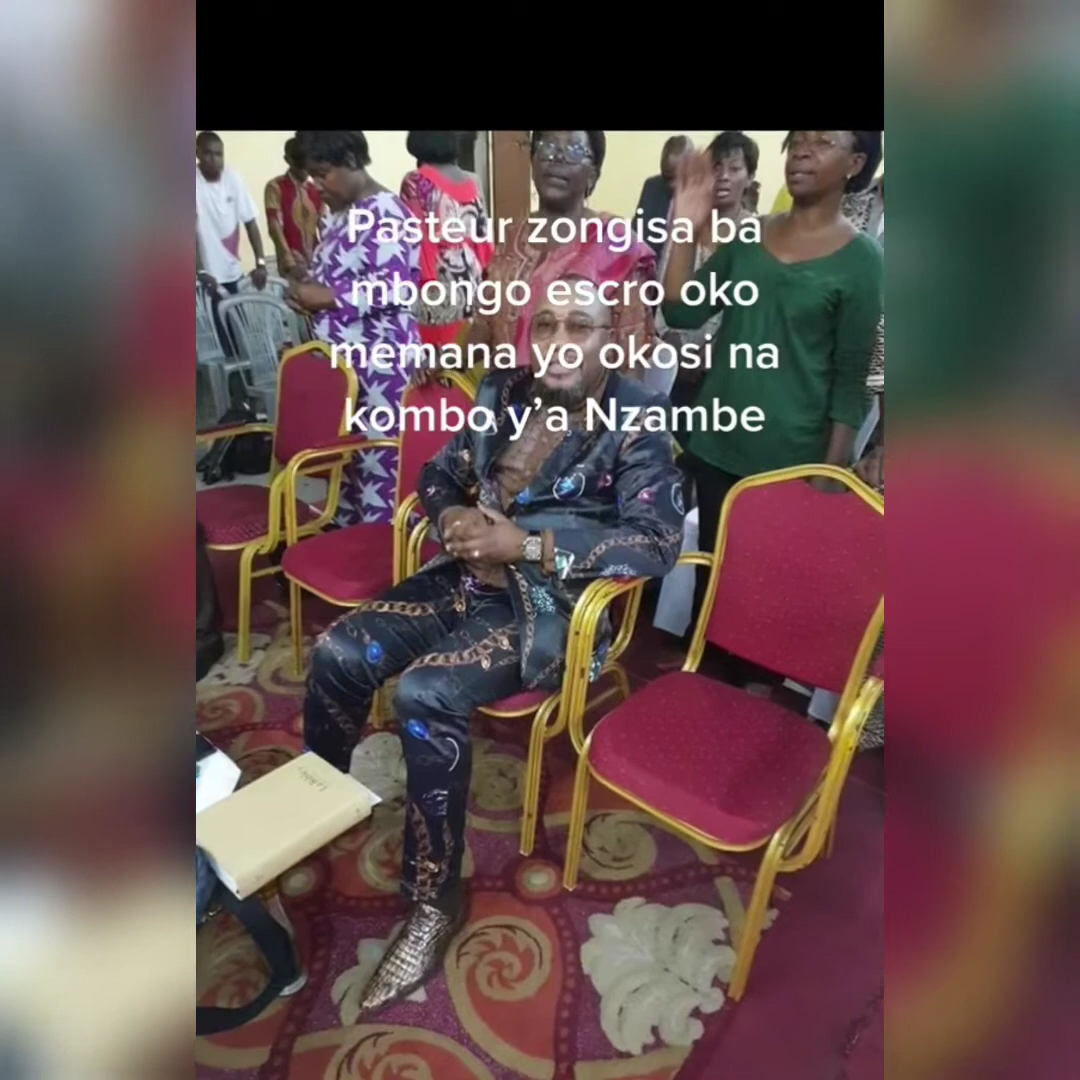 Pasteur zongisa ba
mbongo escro oko
memana yo okosi na
kombo y’a Nzambe